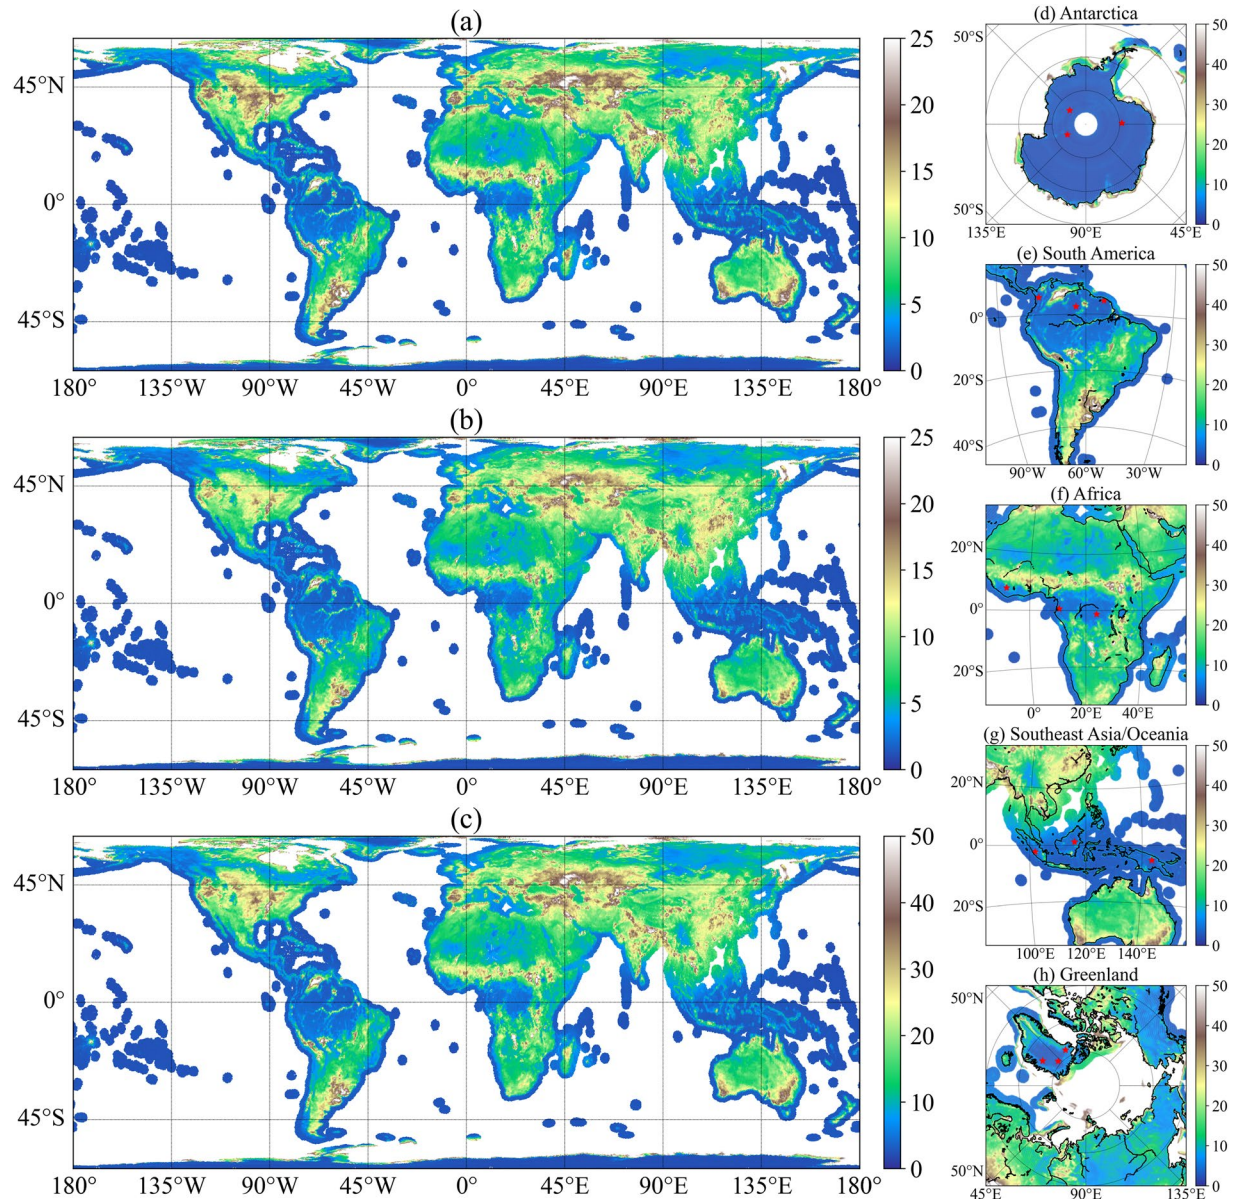 (a)
45°N
0°
45°S
180° 135°W 90°W 45°W 0° 45°E 90°E 135°E 180°
25
20
15
10
5
0
(b)
45°N
0°
45°S
180° 135°W 90°W 45°W 0° 45°E 90°E 135°E 180°
25
20
15
10
5
0
(c)
45°N
0°
45°S
180° 135°W 90°W 45°W 0° 45°E 90°E 135°E 180°
50
40
30
20
10
0
(d) Antarctica
50°S
50°S
135°E 90°E 45°E
50
40
30
20
10
0
(e) South America
0°
20°S
40°S
90°W 60°W 30°W
50
40
30
20
10
0
(f) Africa
20°N
0°
20°S
0° 20°E 40°E
50
40
30
20
10
0
(g) Southeast Asia/Oceania
20°N
0°
20°S
100°E 120°E 140°E
50
40
30
20
10
0
(h) Greenland
50°N
50°N
45°E 90°E 135°E
50
40
30
20
10
0